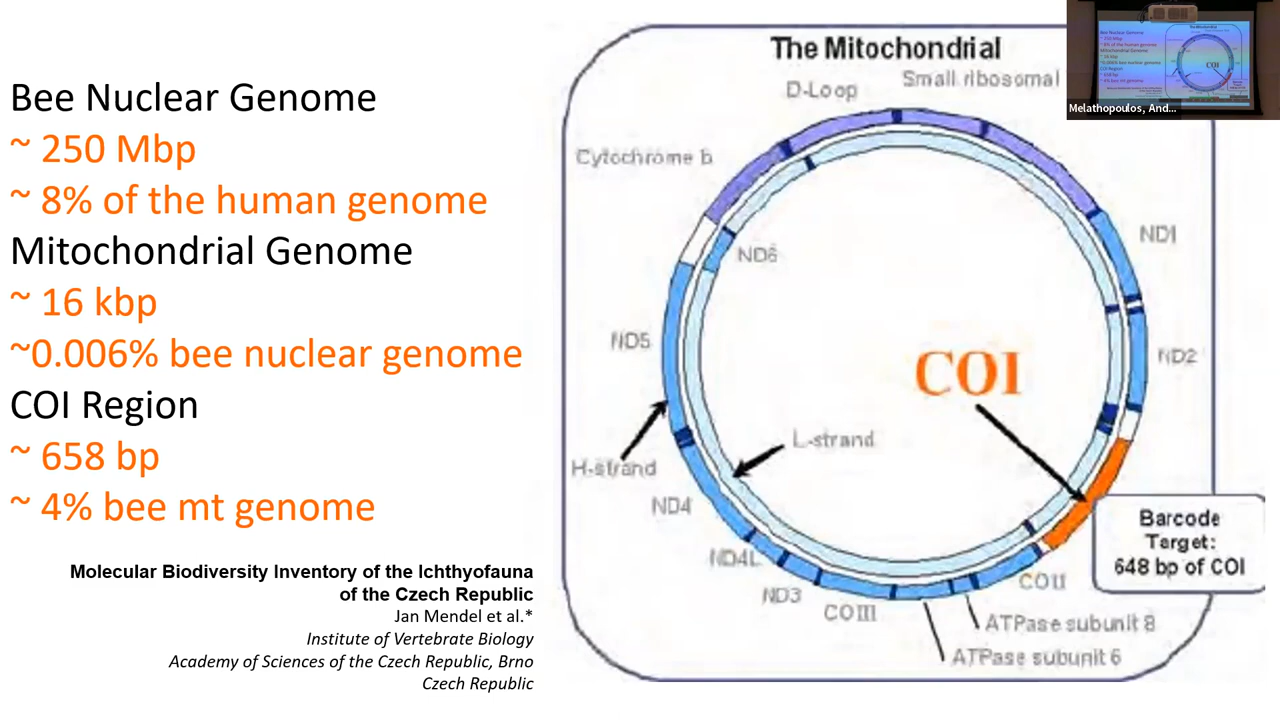 Bee Nuclear Genome
~ 250 Mbp
~ 8% of the human genome
Mitochondrial Genome
~ 16 kbp
~0.006% bee nuclear genome
COI Region
~ 658 bp
~ 4% bee mt genome
Molecular Biodiversity Inventory of the Ichthyofauna
of the Czech Republic
Jan Mendel et al.*
Institute of Vertebrate Biology
Academy of Sciences of the Czech Republic, Brno
Czech Republic
The Mitochondrial
D-Loop
Small ribosomal
Cytochrome b
ND1
ND6
ND5
ND2
COI
L-strand
H-strand
ND4
Barcode
Target:
648 bp of COI
ND4L
ND3
COIII
COII
ATPase subunit 8
ATPase subunit 6
Melathopoulos, And...